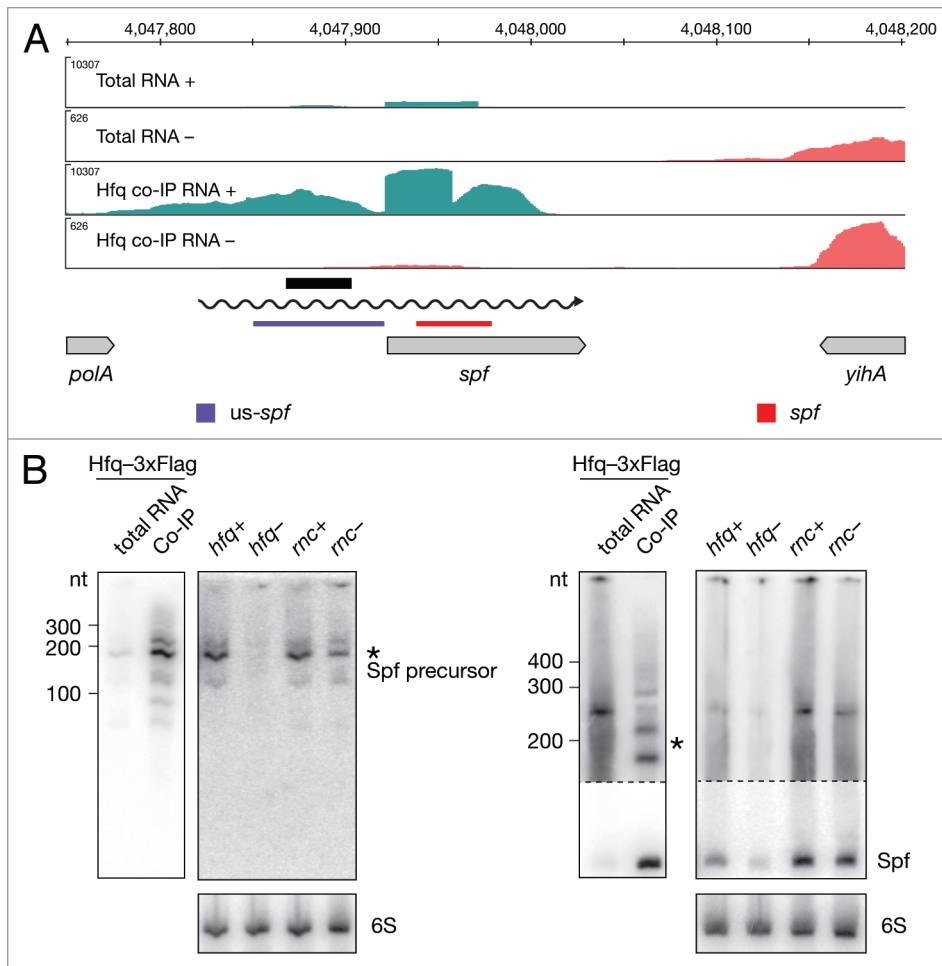 A
4,047,800 4,047,900 4,048,000 4,048,100 4,048,200
10307
Total RNA +
626
Total RNA –
10307
Hfq co-IP RNA +
626
Hfq co-IP RNA –
polA spf yihA
us-spf spf
B
Hfq–3xFlag
total RNA
Co-IP
hfq+
hfq–
rnc+
rnc–
nt
300
200
100
*
Spf precursor
6S
Hfq–3xFlag
total RNA
Co-IP
hfq+
hfq–
rnc+
rnc–
nt
400
300
200
*
Spf
6S